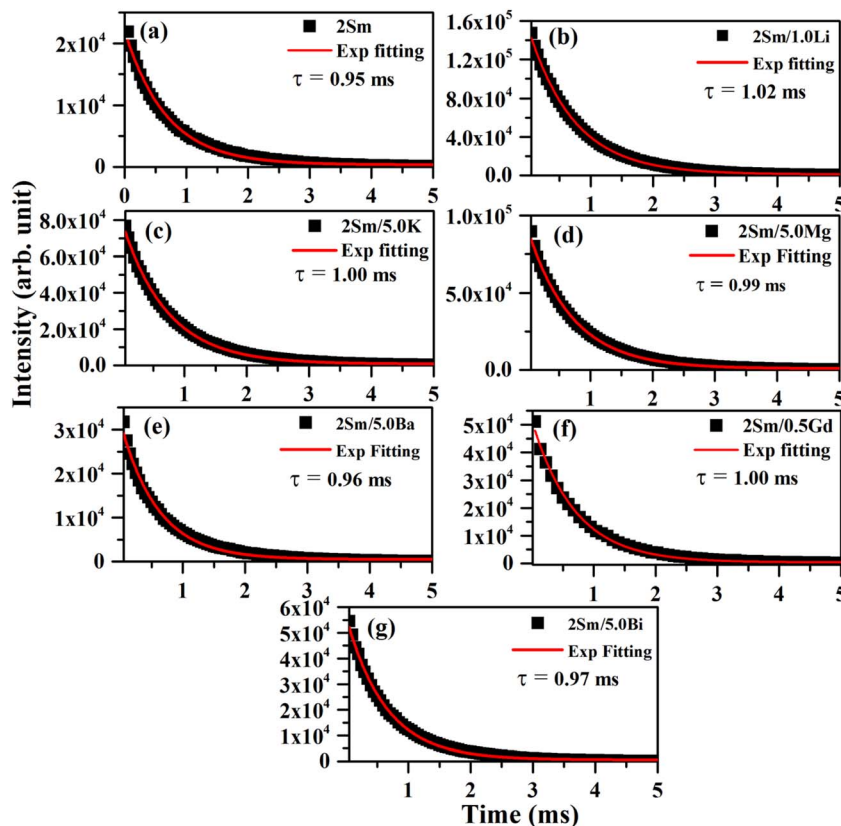 (a)
2Sm
Exp fitting
τ = 0.95 ms
2x10⁴
1x10⁴
0
0 1 2 3 4 5
(b)
2Sm/1.0Li
Exp fitting
τ = 1.02 ms
1.6x10⁵
1.2x10⁵
8.0x10⁴
4.0x10⁴
0.0
1 2 3 4 5
(c)
2Sm/5.0K
Exp fitting
τ = 1.00 ms
8.0x10⁴
6.0x10⁴
4.0x10⁴
2.0x10⁴
0.0
1 2 3 4 5
(d)
2Sm/5.0Mg
Exp Fitting
τ = 0.99 ms
1.0x10⁵
5.0x10⁴
0.0
1 2 3 4 5
Intensity (arb. unit)
(e)
2Sm/5.0Ba
Exp Fitting
τ = 0.96 ms
3x10⁴
2x10⁴
1x10⁴
0
1 2 3 4 5
(f)
2Sm/0.5Gd
Exp fitting
τ = 1.00 ms
5x10⁴
4x10⁴
3x10⁴
2x10⁴
1x10⁴
0
1 2 3 4 5
(g)
2Sm/5.0Bi
Exp Fitting
τ = 0.97 ms
6x10⁴
5x10⁴
4x10⁴
3x10⁴
2x10⁴
1x10⁴
0
1 2 3 4 5
Time (ms)